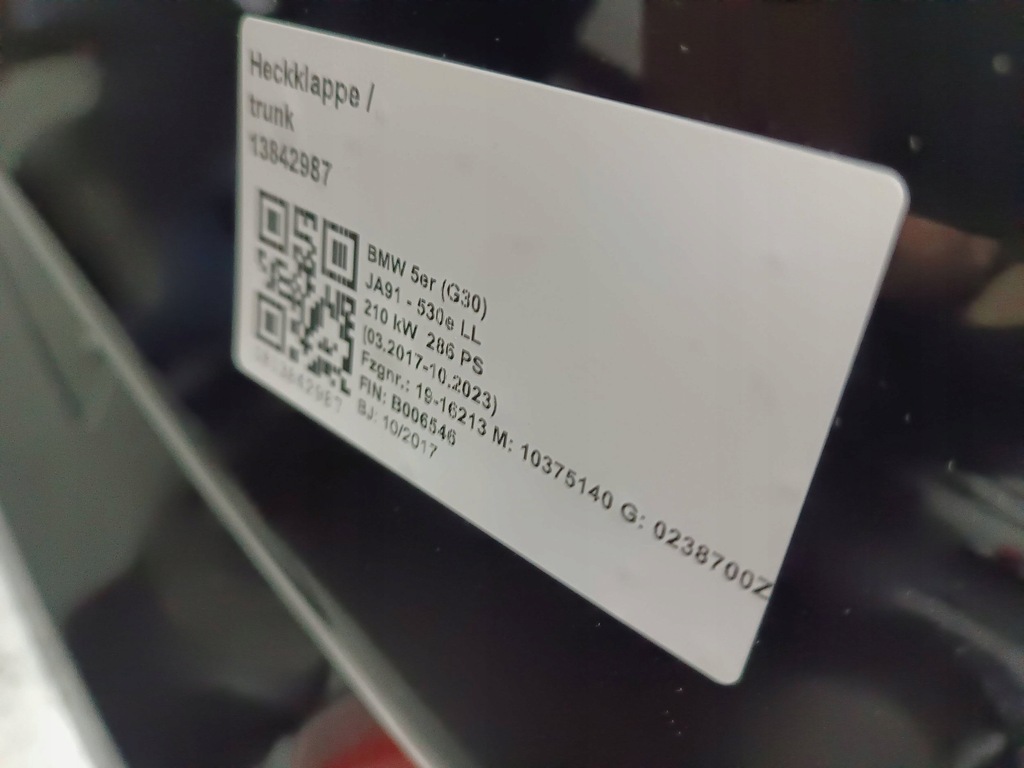 Heckklappe /
trunk
13842987
BMW 5er (G30)
JA91 - 530e LL
210 kW 286 PS
(03.2017-10.2023)
Fzgnr.: 19-16213 M: 10375140 G: 0238700Z
FIN: B006546
BJ: 10/2017